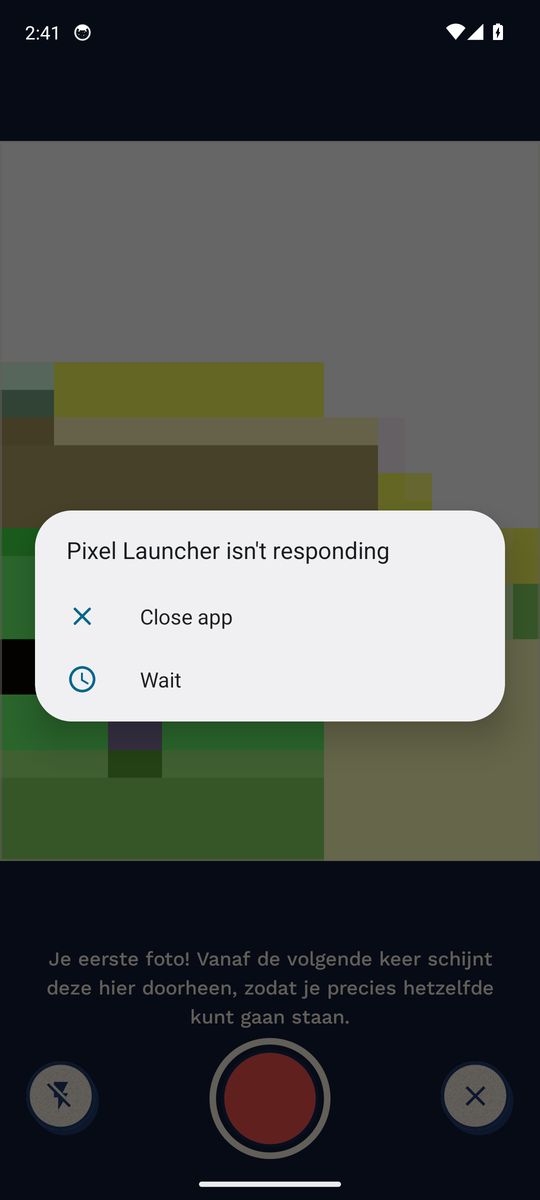 2:41
Pixel Launcher isn't responding
Close app
Wait
Je eerste foto! Vanaf de volgende keer schijnt
deze hier doorheen, zodat je precies hetzelfde
kunt gaan staan.